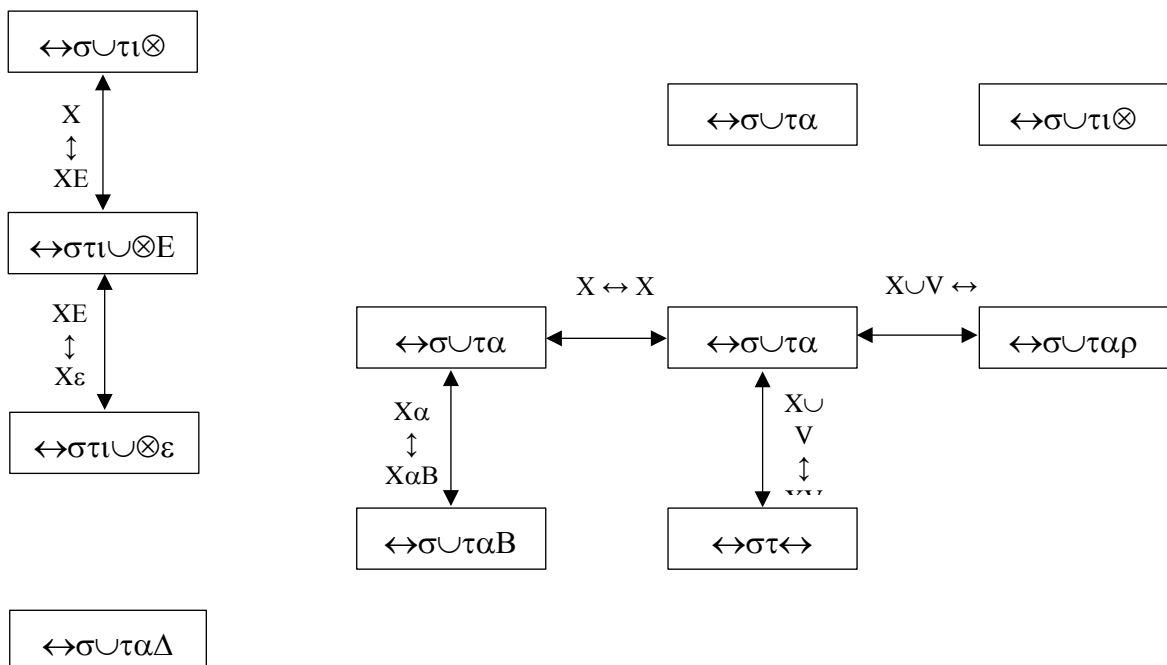 ↔σ∪τι⊗
X
↕
XE
↔σ∪τα
↔σ∪τι⊗
↔στι∪⊗E
XE
↕
Xε
X ↔ X
X∪V ↔
↔σ∪τα
↔σ∪τα
↔σ∪ταρ
↔στι∪⊗ε
Xα
↕
XαB
X∪
V
↕
↔σ∪ταB
↔στ↔
↔σ∪ταΔ